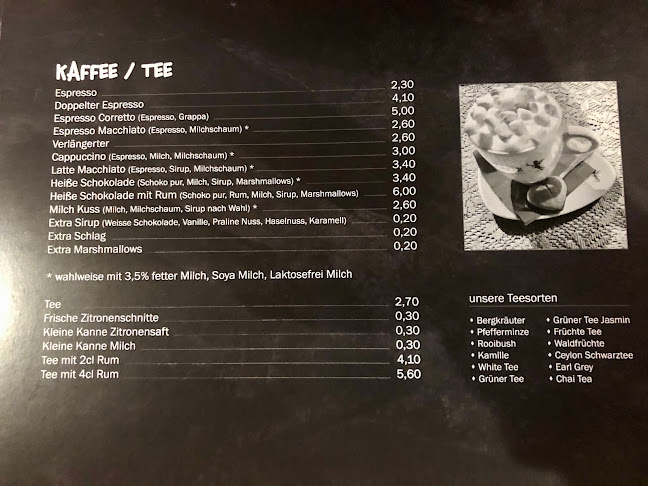 KAFFEE / TEE
Espresso 2,30
Doppelter Espresso 4,10
Espresso Corretto (Espresso, Grappa) 5,00
Espresso Macchiato (Espresso, Milchschaum) * 2,60
Verlängerter 2,60
Cappuccino (Espresso, Milch, Milchschaum) * 3,00
Latte Macchiato (Espresso, Sirup, Milchschaum) * 3,40
Heiße Schokolade (Schoko pur, Milch, Sirup, Marshmallows) * 3,40
Heiße Schokolade mit Rum (Schoko pur, Rum, Milch, Sirup, Marshmallows) 6,00
Milch Kuss (Milch, Milchschaum, Sirup nach Wahl) * 2,60
Extra Sirup (Weisse Schokolade, Vanille, Praline Nuss, Haselnuss, Karamell) 0,20
Extra Schlag 0,20
Extra Marshmallows 0,20
* wahlweise mit 3,5% fetter Milch, Soya Milch, Laktosefrei Milch
Tee 2,70
Frische Zitronenschnitte 0,30
Kleine Kanne Zitronensaft 0,30
Kleine Kanne Milch 0,30
Tee mit 2cl Rum 4,10
Tee mit 4cl Rum 5,60
unsere Teesorten
• Bergkräuter
• Pfefferminze
• Rooibush
• Kamille
• White Tee
• Grüner Tee
• Grüner Tee Jasmin
• Früchte Tee
• Waldfrüchte
• Ceylon Schwarztee
• Earl Grey
• Chai Tea